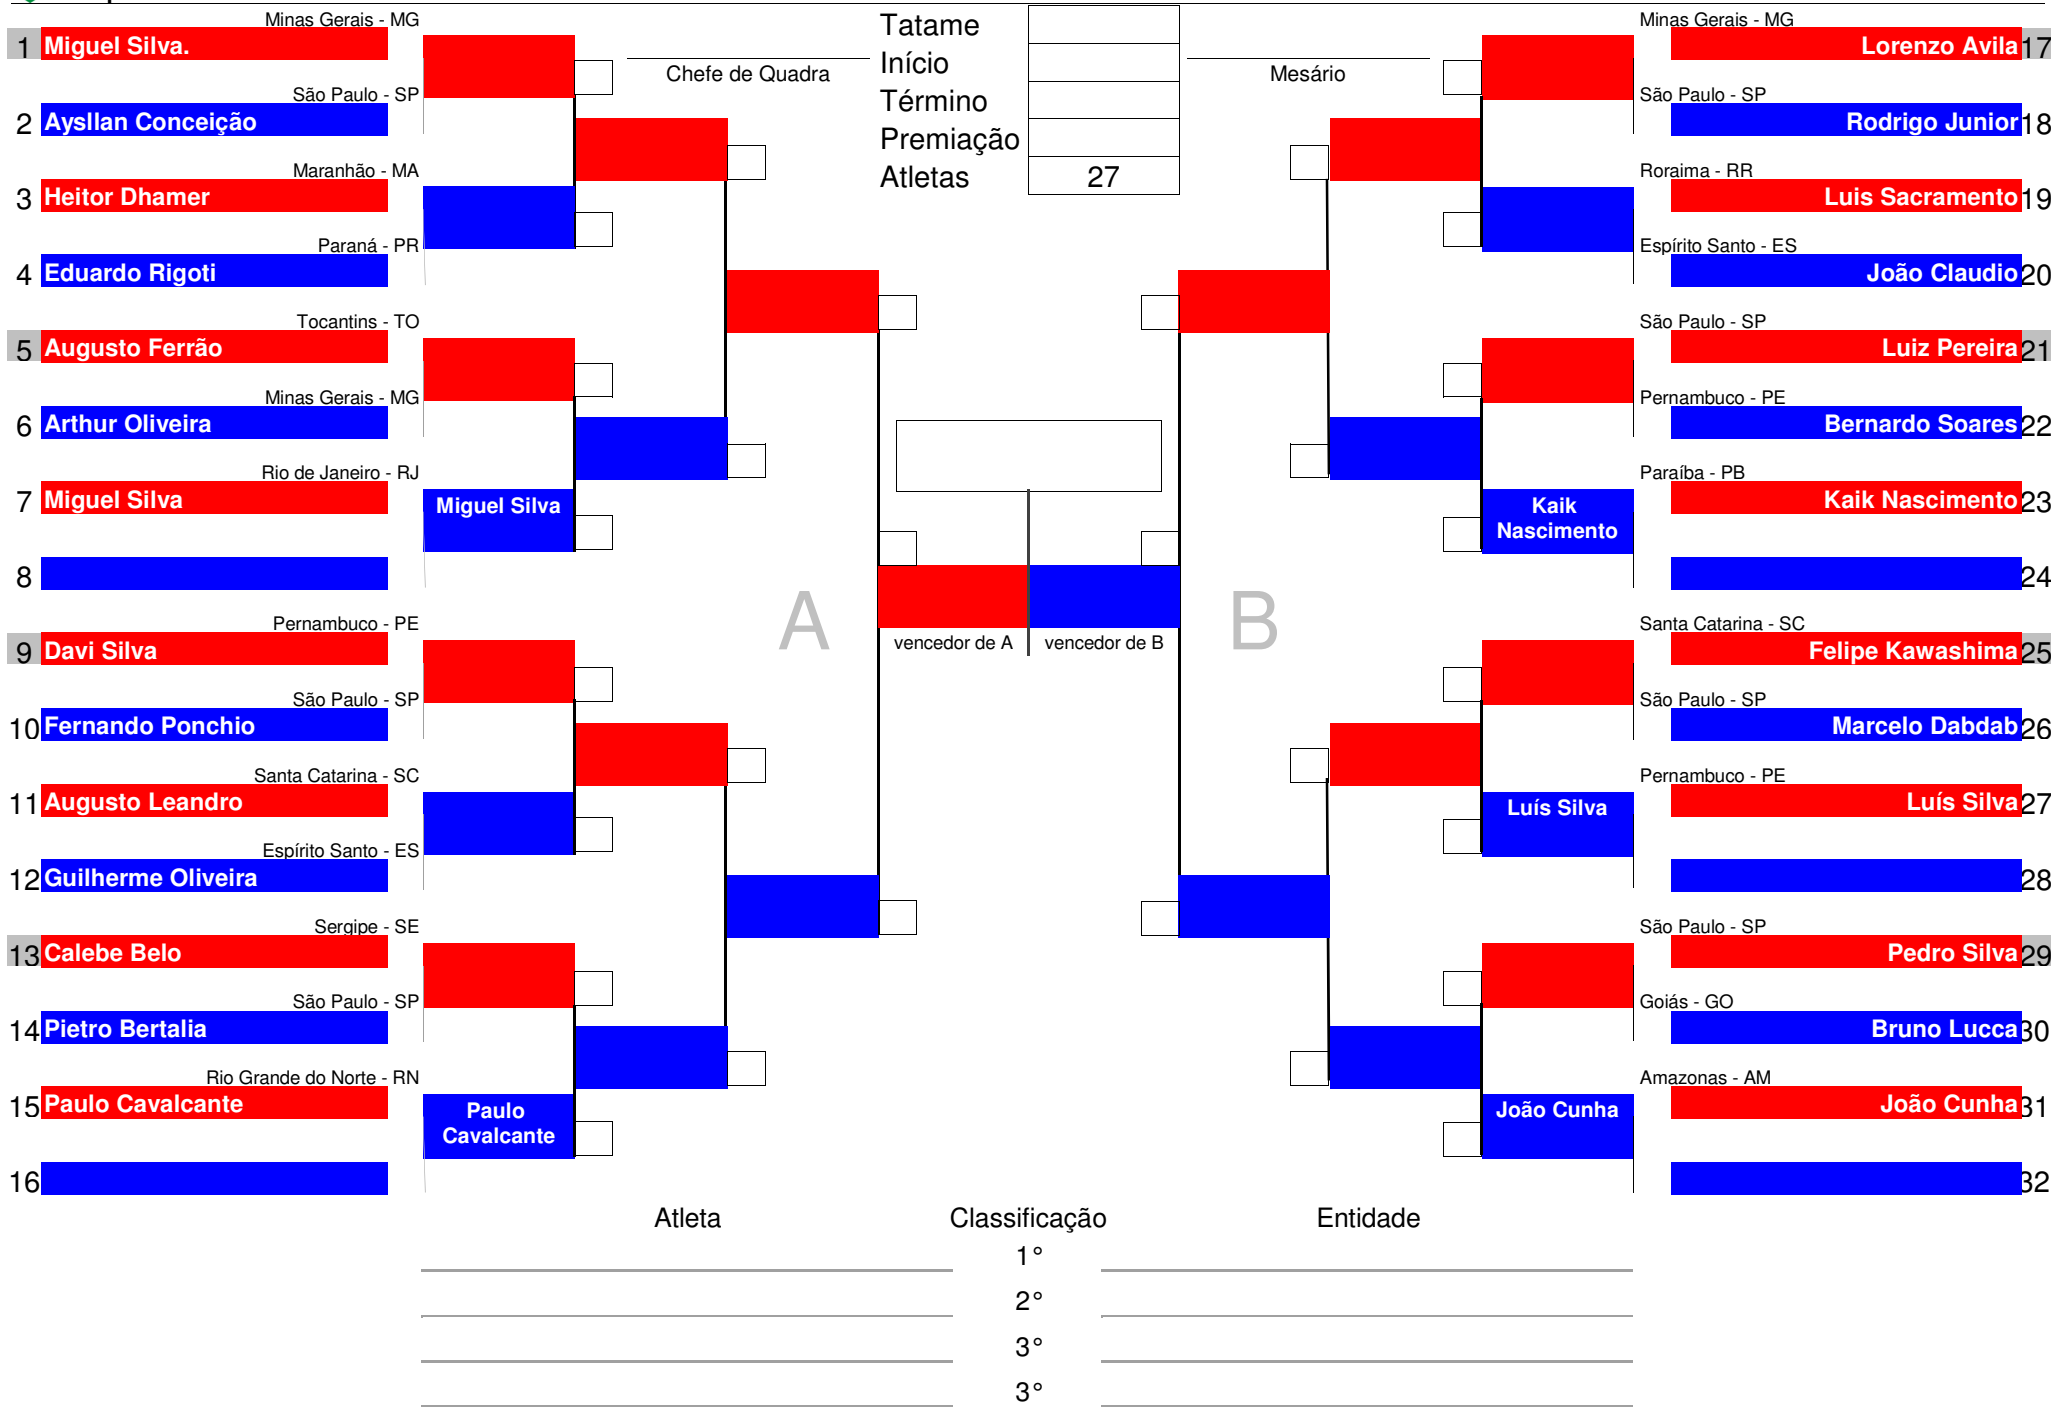 Minas Gerais - MG
1 Miguel Silva.
São Paulo - SP
2 Aysllan Conceição
Maranhão - MA
3 Heitor Dhamer
Paraná - PR
4 Eduardo Rigoti
Tocantins - TO
5 Augusto Ferrão
Minas Gerais - MG
6 Arthur Oliveira
Rio de Janeiro - RJ
7 Miguel Silva
8
Pernambuco - PE
9 Davi Silva
São Paulo - SP
10 Fernando Ponchio
Santa Catarina - SC
11 Augusto Leandro
Espírito Santo - ES
12 Guilherme Oliveira
Sergipe - SE
13 Calebe Belo
São Paulo - SP
14 Pietro Bertalia
Rio Grande do Norte - RN
15 Paulo Cavalcante
16
Miguel Silva
Paulo
Cavalcante
Chefe de Quadra
Tatame
Início
Término
Premiação
Atletas 27
Mesário
A
B
vencedor de A
vencedor de B
Kaik
Nascimento
Luís Silva
João Cunha
Minas Gerais - MG
Lorenzo Avila 17
São Paulo - SP
Rodrigo Junior 18
Roraima - RR
Luis Sacramento 19
Espírito Santo - ES
João Claudio 20
São Paulo - SP
Luiz Pereira 21
Pernambuco - PE
Bernardo Soares 22
Paraíba - PB
Kaik Nascimento 23
24
Santa Catarina - SC
Felipe Kawashima 25
São Paulo - SP
Marcelo Dabdab 26
Pernambuco - PE
Luís Silva 27
28
São Paulo - SP
Pedro Silva 29
Goiás - GO
Bruno Lucca 30
Amazonas - AM
João Cunha 31
32
Atleta Classificação Entidade
1°
2°
3°
3°